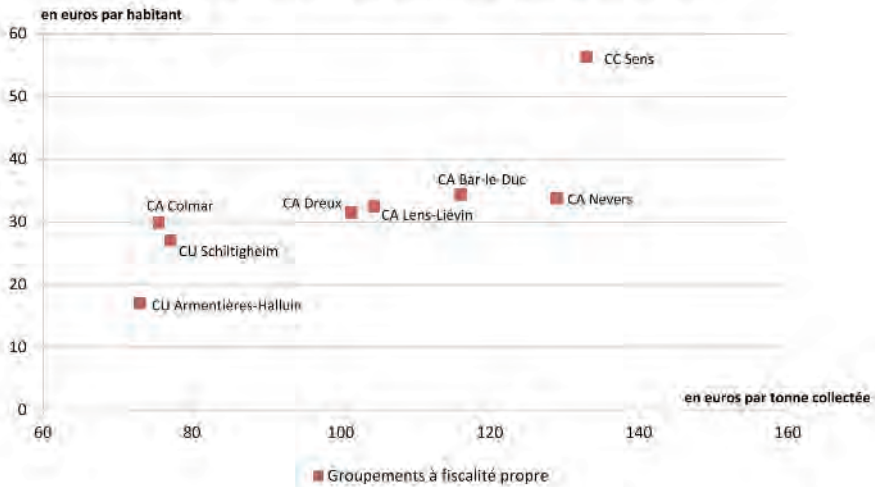 en euros par habitant
60
CC Sens
50
40
CA Bar-le-Duc
CA Colmar
CA Dreux
CA Nevers
30
CA Lens-Liévin
CU Schiltigheim
20
CU Armentières-Halluin
10
en euros par tonne collectée
0
60 80 100 120 140 160
Groupements à fiscalité propre